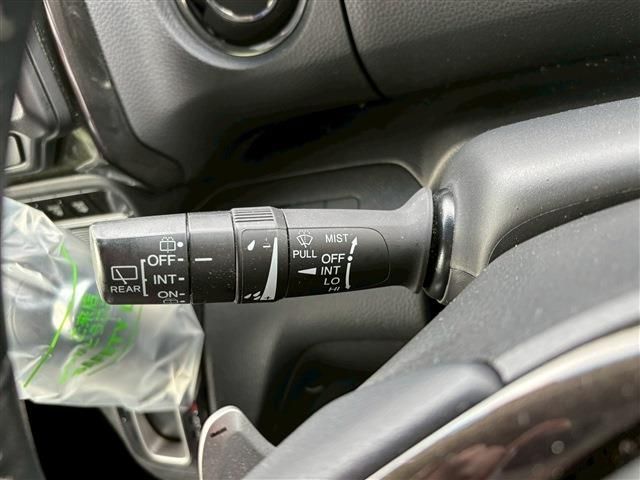 OFF
INT
REAR
ON
MIST
PULL
OFF
INT
LO
HI